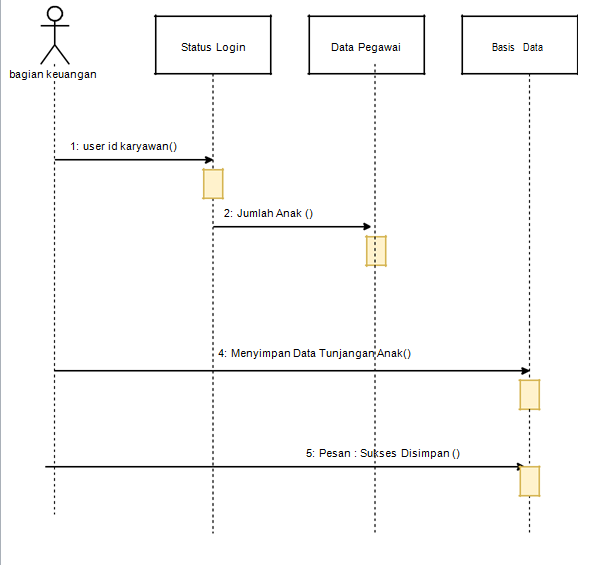 Status Login
Data Pegawai
Basis Data
bagian keuangan
1: user id karyawan()
2: Jumlah Anak ()
4: Menyimpan Data Tunjangan Anak()
5: Pesan : Sukses Disimpan ()